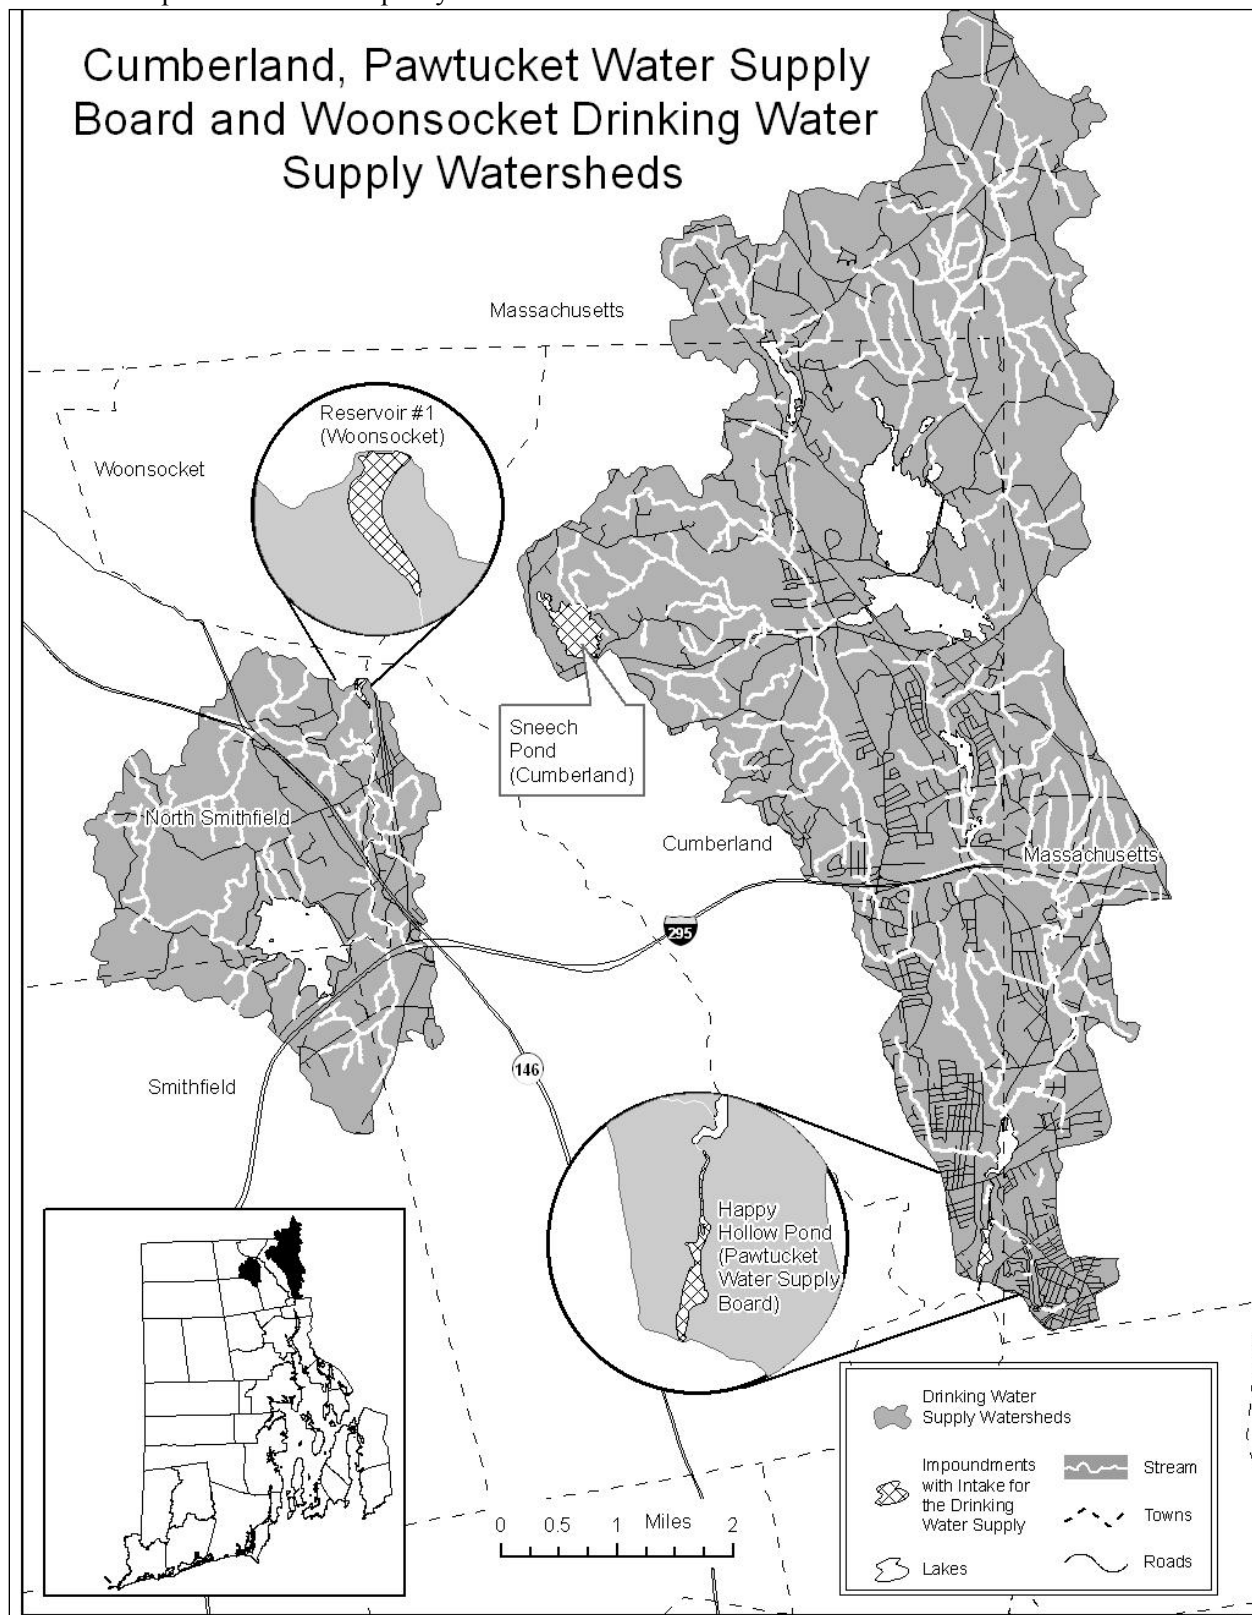 Cumberland, Pawtucket Water Supply
Board and Woonsocket Drinking Water
Supply Watersheds
Massachusetts
Reservoir #1
(Woonsocket)
Woonsocket
Sneech
Pond
(Cumberland)
North Smithfield
Cumberland
Massachusetts
295
146
Smithfield
Happy
Hollow Pond
(Pawtucket
Water Supply
Board)
Drinking Water
Supply Watersheds
Impoundments
with Intake for
the Drinking
Water Supply
Lakes
Stream
Towns
Roads
0 0.5 1 Miles 2